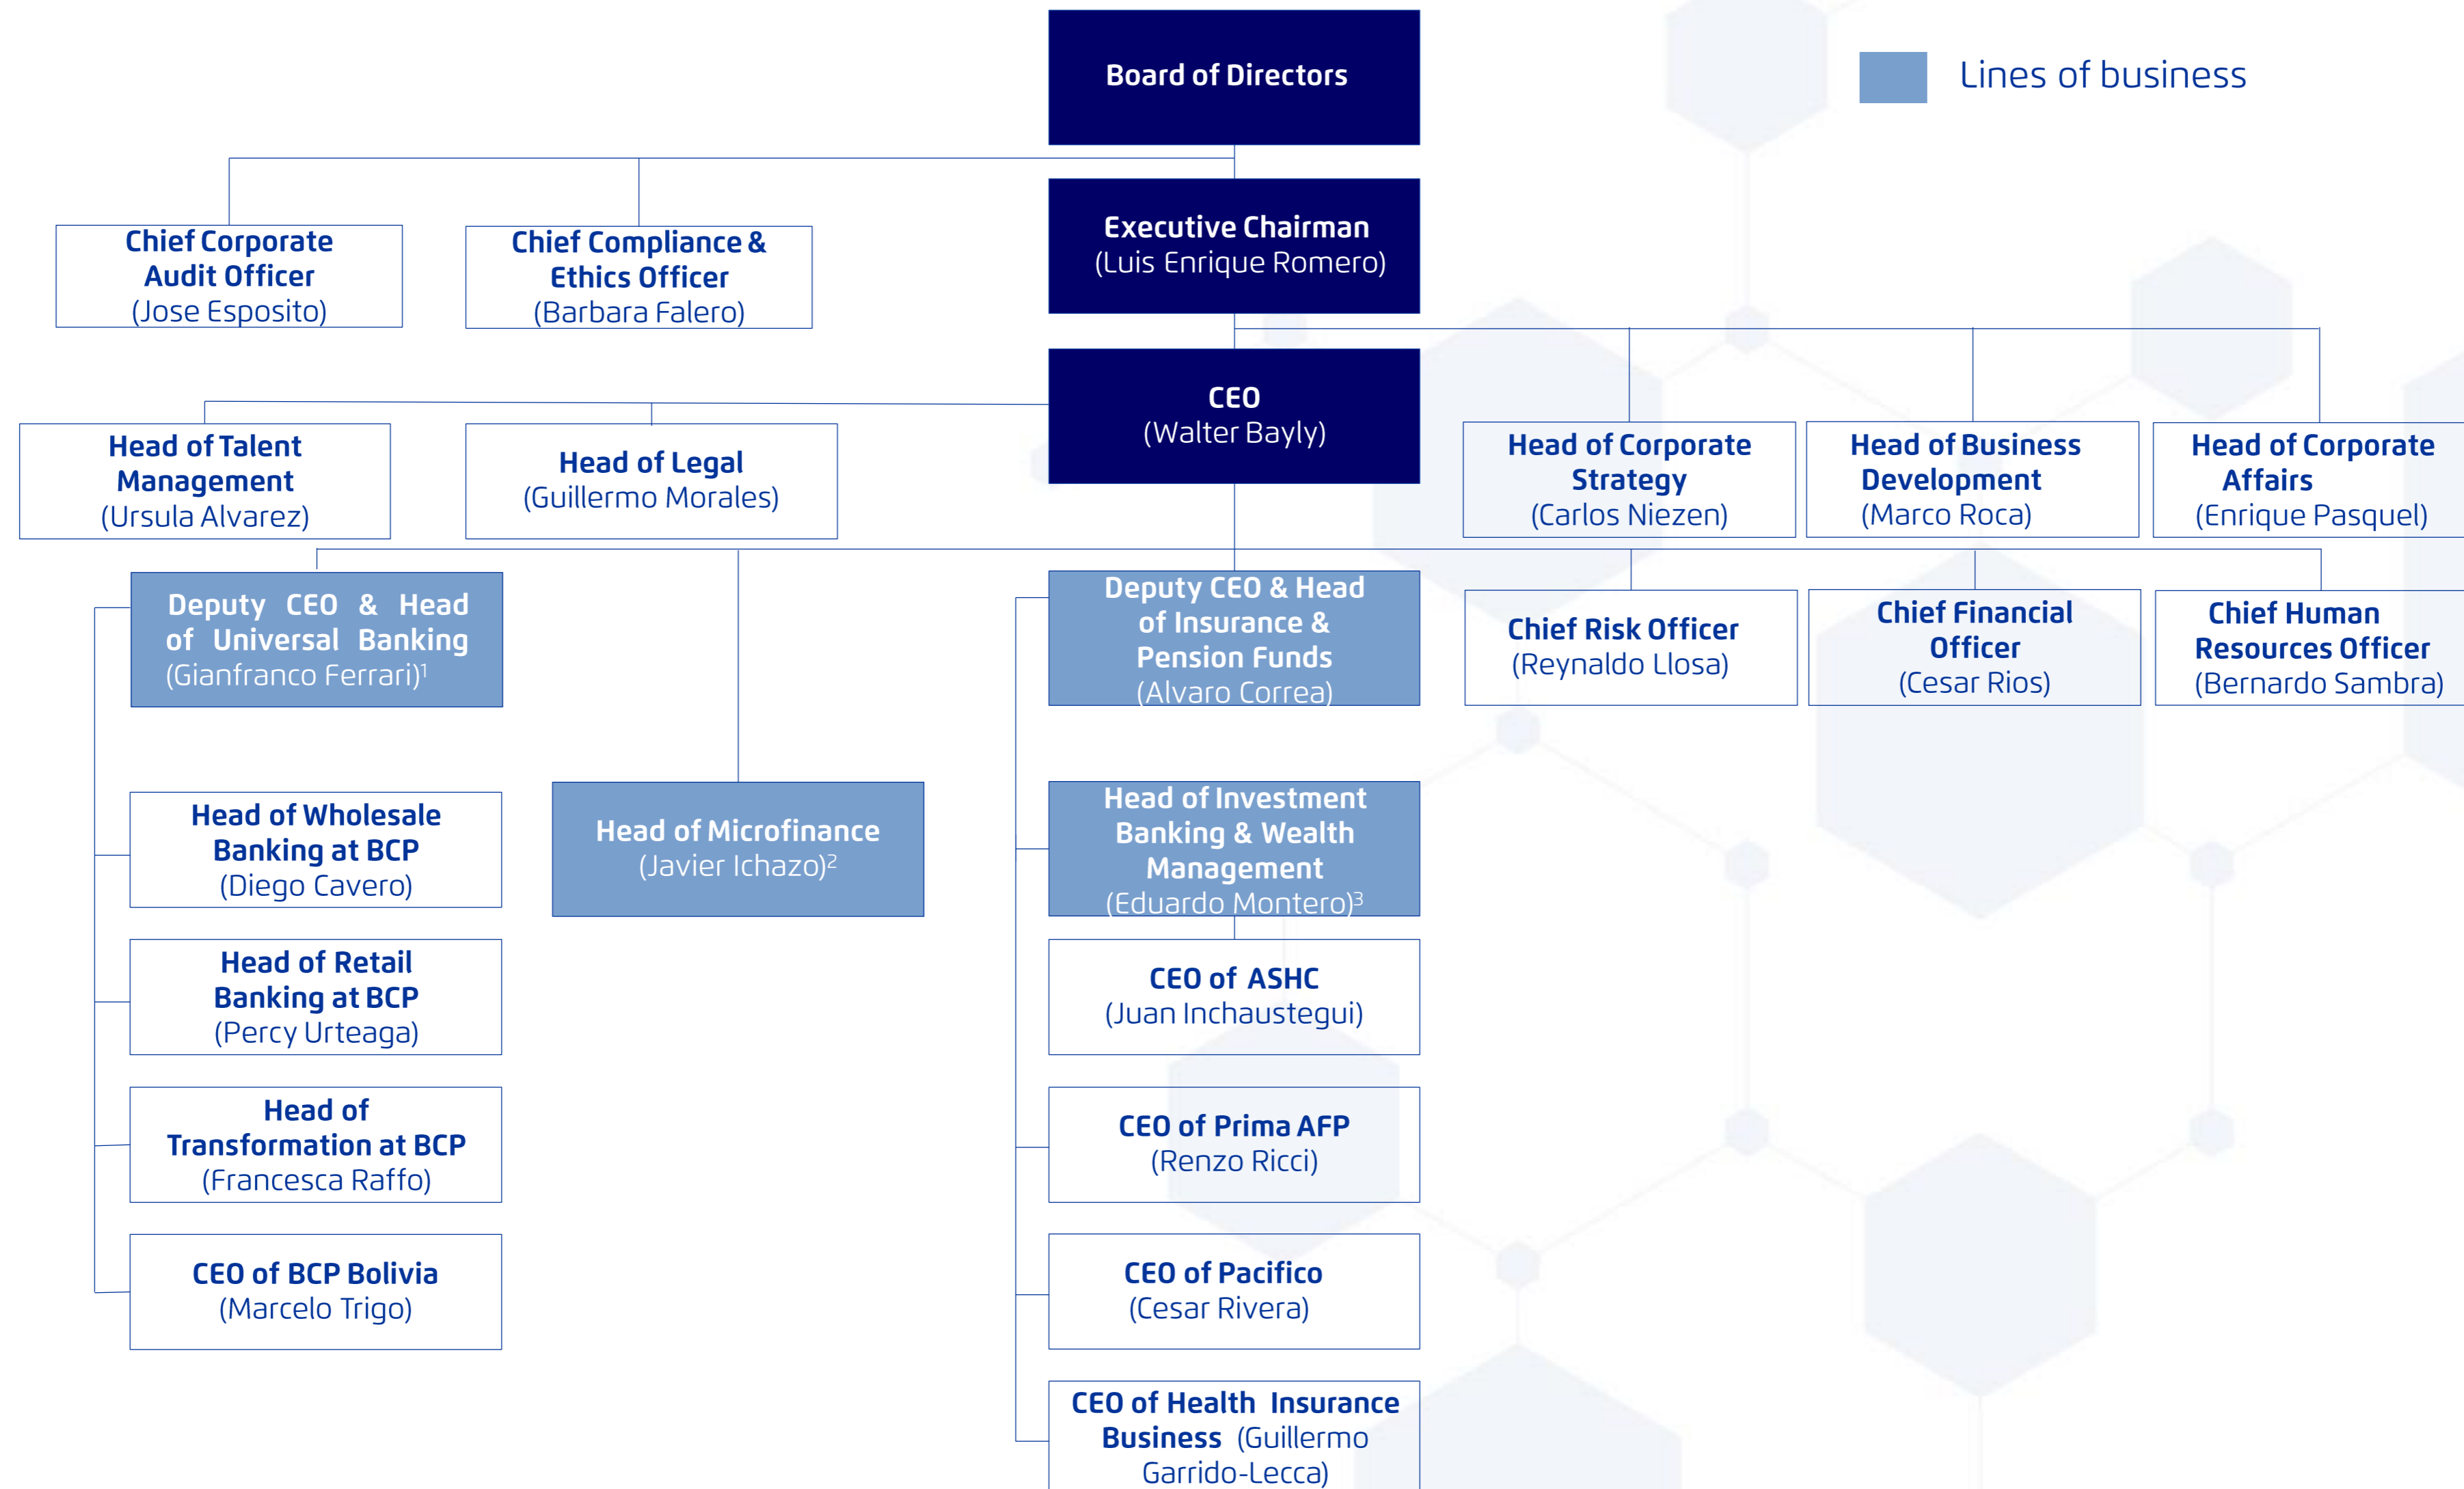 Board of Directors
Lines of business
Executive Chairman
(Luis Enrique Romero)
Chief Corporate
Audit Officer
(Jose Esposito)
Chief Compliance &
Ethics Officer
(Barbara Falero)
CEO
(Walter Bayly)
Head of Talent
Management
(Ursula Alvarez)
Head of Legal
(Guillermo Morales)
Head of Corporate
Strategy
(Carlos Niezen)
Head of Business
Development
(Marco Roca)
Head of Corporate
Affairs
(Enrique Pasquel)
Deputy CEO & Head
of Universal Banking
(Gianfranco Ferrari)¹
Deputy CEO & Head
of Insurance &
Pension Funds
(Alvaro Correa)
Chief Risk Officer
(Reynaldo Llosa)
Chief Financial
Officer
(Cesar Rios)
Chief Human
Resources Officer
(Bernardo Sambra)
Head of Wholesale
Banking at BCP
(Diego Cavero)
Head of Microfinance
(Javier Ichazo)²
Head of Investment
Banking & Wealth
Management
(Eduardo Montero)³
Head of Retail
Banking at BCP
(Percy Urteaga)
CEO of ASHC
(Juan Inchaustegui)
Head of
Transformation at BCP
(Francesca Raffo)
CEO of Prima AFP
(Renzo Ricci)
CEO of BCP Bolivia
(Marcelo Trigo)
CEO of Pacifico
(Cesar Rivera)
CEO of Health Insurance
Business (Guillermo
Garrido-Lecca)